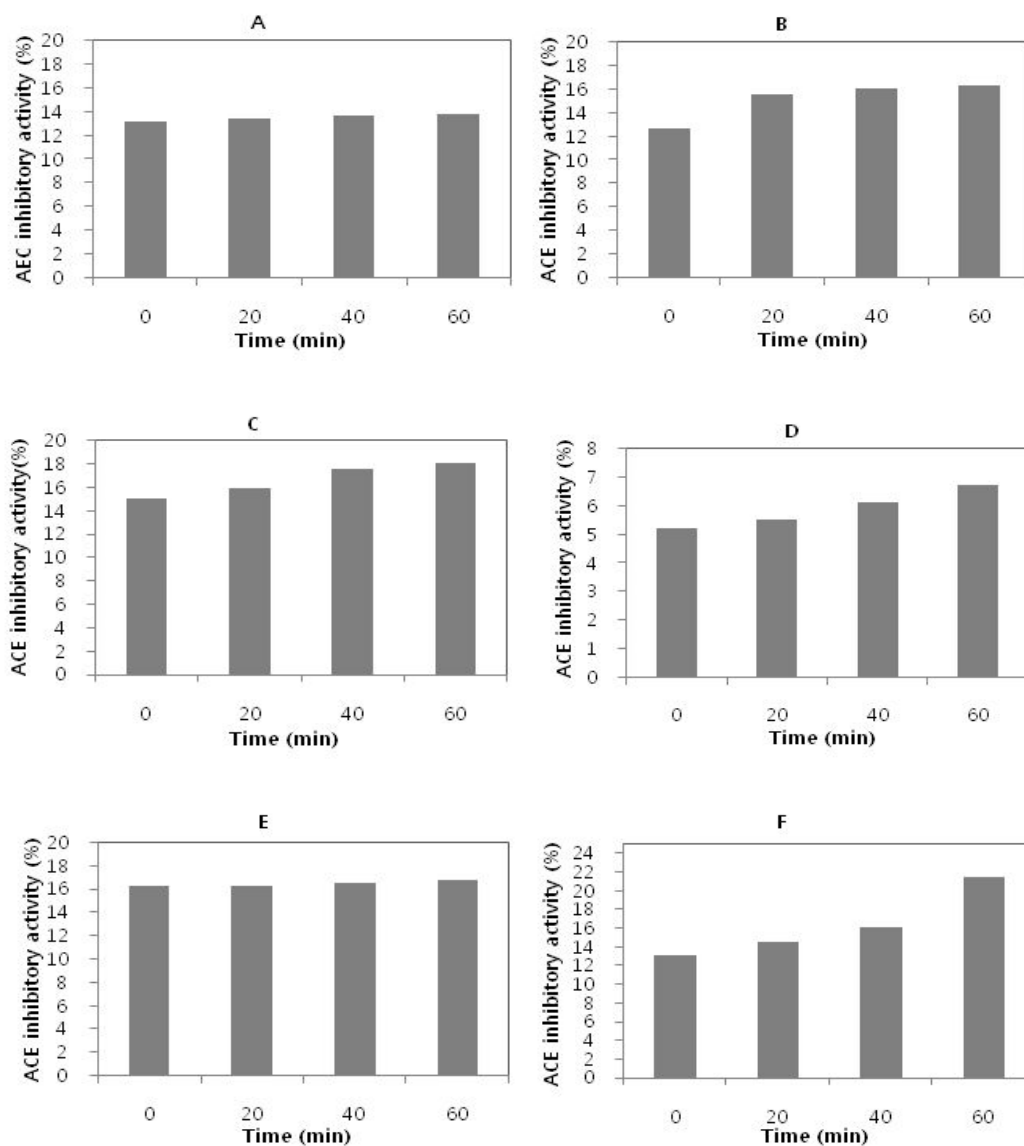 A
AEC inhibitory activity (%)
20
18
16
14
12
10
8
6
4
2
0
0 20 40 60
Time (min)
B
ACE inhibitory activity (%)
20
18
16
14
12
10
8
6
4
2
0
0 20 40 60
Time (min)
C
ACE inhibitory activity(%)
20
18
16
14
12
10
8
6
4
2
0
0 20 40 60
Time (min)
D
ACE inhibitory activity (%)
8
7
6
5
4
3
2
1
0
0 20 40 60
Time (min)
E
ACE inhibitory activity (%)
20
18
16
14
12
10
8
6
4
2
0
0 20 40 60
Time (min)
F
ACE inhibitory activity (%)
24
22
20
18
16
14
12
10
8
6
4
2
0
0 20 40 60
Time (min)